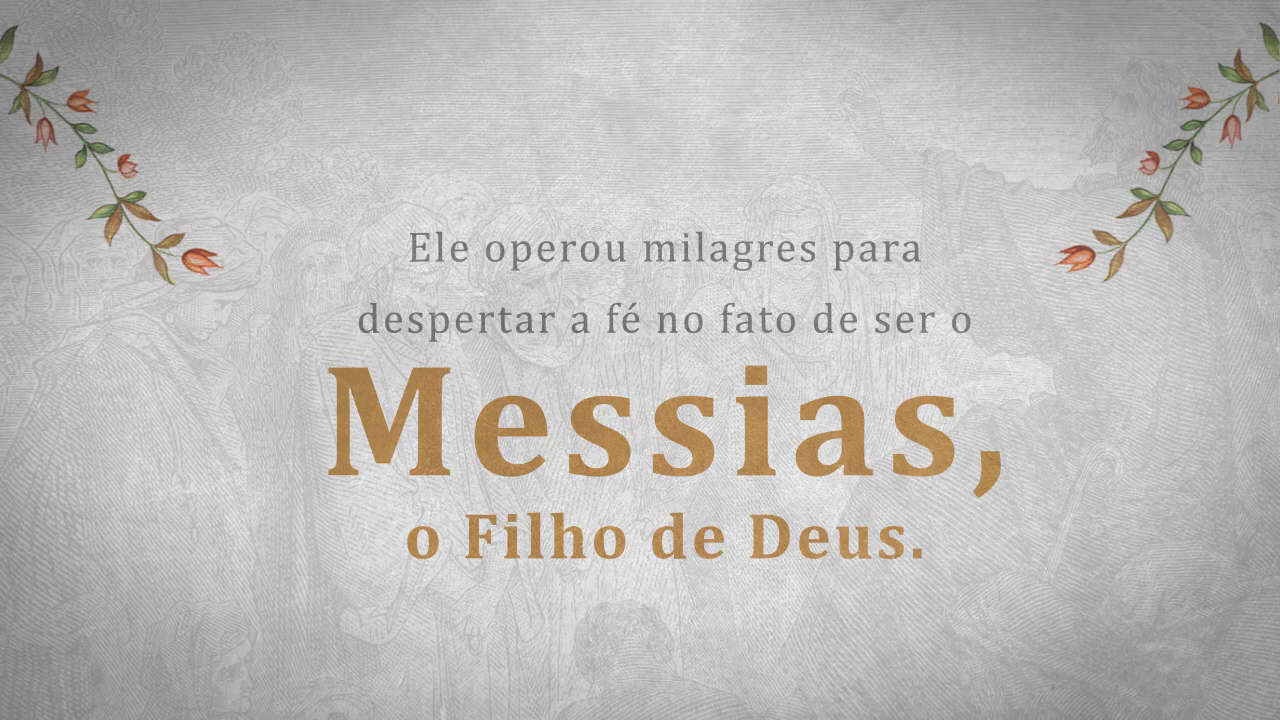 Ele operou milagres para
despertar a fé no fato de ser o
Messias,
o Filho de Deus.